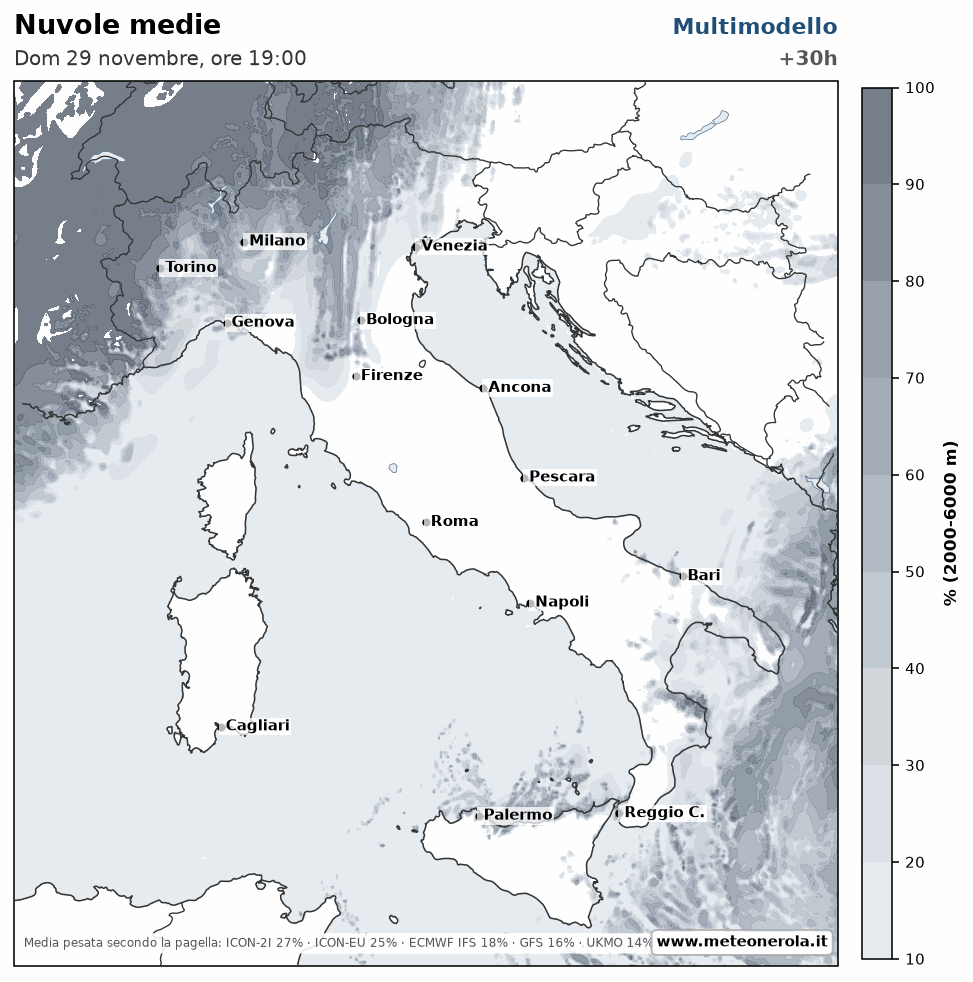 Nuvole medie
Multimodello
Dom 29 novembre, ore 19:00
+30h
100
90
80
70
60
50
40
30
20
10
% (2000-6000 m)
Milano
Venezia
Torino
Genova
Bologna
Firenze
Ancona
Pescara
Roma
Bari
Napoli
Cagliari
Palermo
Reggio C.
Media pesata secondo la pagella: ICON-2I 27% · ICON-EU 25% · ECMWF IFS 18% · GFS 16% · UKMO 14%
www.meteonerola.it